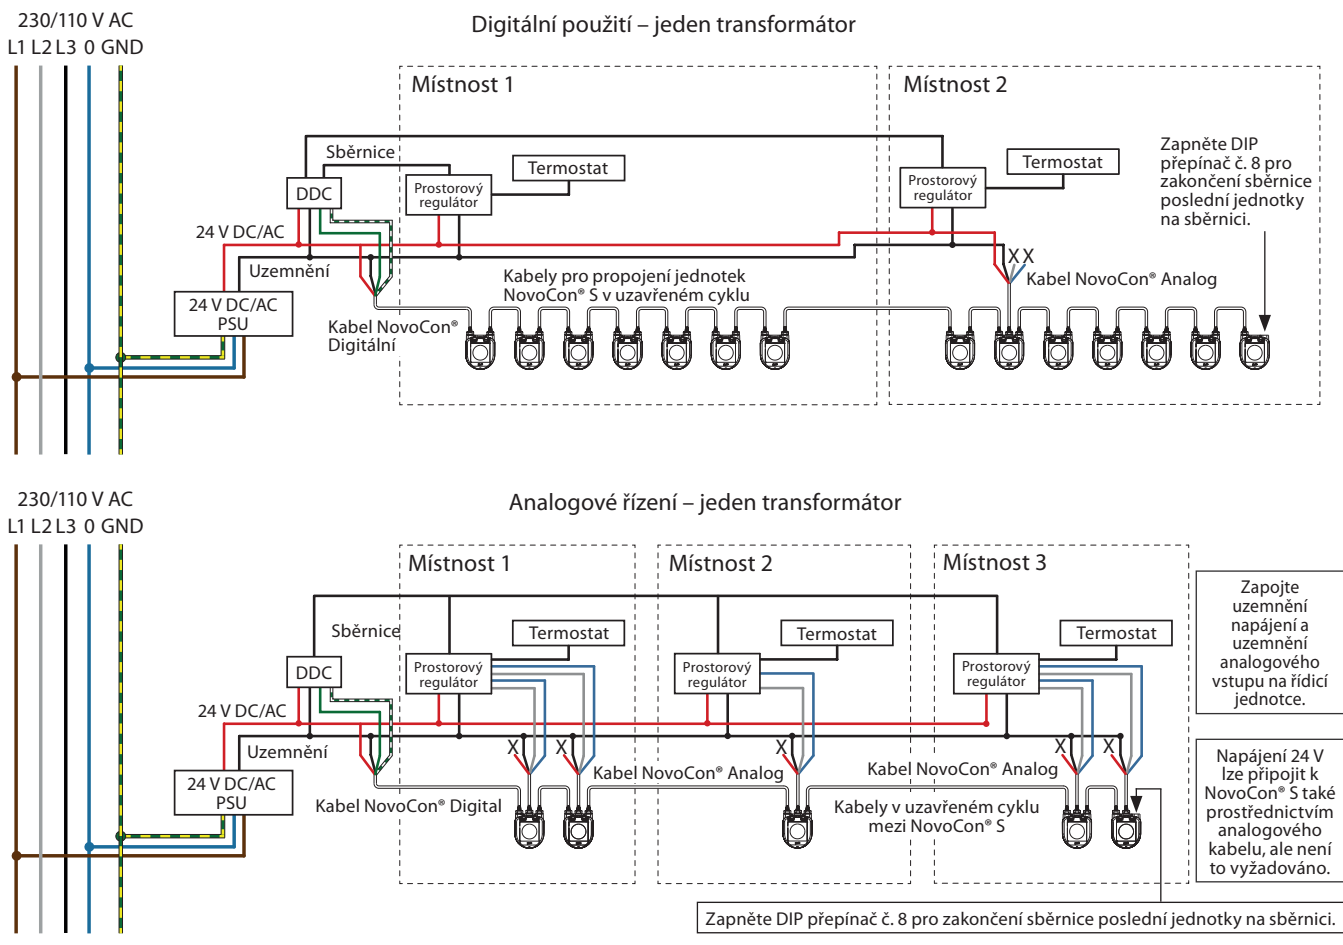 230/110 V AC
L1 L2 L3 0 GND
Digitální použití – jeden transformátor
Místnost 1
Místnost 2
Sběrnice
Termostat
Termostat
DDC
Prostorový
regulátor
Prostorový
regulátor
Zapněte DIP
přepínač č. 8 pro
zakončení sběrnice
poslední jednotky
na sběrnici.
24 V DC/AC
Uzemnění
X X X
24 V DC/AC
PSU
Kabely pro propojení jednotek
NovoCon® S v uzavřeném cyklu
Kabel NovoCon® Analog
Kabel NovoCon®
Digitální
230/110 V AC
L1 L2 L3 0 GND
Analogové řízení – jeden transformátor
Místnost 1
Místnost 2
Místnost 3
Sběrnice
Termostat
Termostat
Termostat
DDC
Prostorový
regulátor
Prostorový
regulátor
Prostorový
regulátor
Zapojte
uzemnění
napájení a
uzemnění
analogového
vstupu na řídicí
jednotce.
24 V DC/AC
Uzemnění
X
X
X
X
X
24 V DC/AC
PSU
Kabel NovoCon® Digital
Kabel NovoCon® Analog
Kabel NovoCon® Analog
Kabely v uzavřeném cyklu
mezi NovoCon® S
Napájení 24 V
lze připojit k
NovoCon® S také
prostřednictvím
analogového
kabelu, ale není
to vyžadováno.
Zapněte DIP přepínač č. 8 pro zakončení sběrnice poslední jednotky na sběrnici.